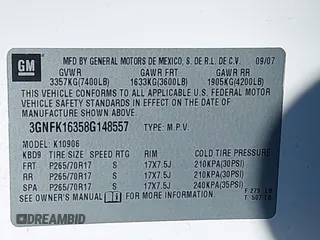 GM
MFD BY GENERAL MOTORS DE MEXICO, S. DE R.L. DE C.V. 09/07
GVWR GAWR FRT GAWR RR
3357KG(7400LB) 1633KG(3600LB) 1905KG(4200LB)
THIS VEHICLE CONFORMS TO ALL APPLICABLE U.S. FEDERAL
MOTOR VEHICLE SAFETY STANDARDS IN EFFECT ON THE DATE OF
MANUFACTURE SHOWN ABOVE.
3GNFK16358G148557 TYPE: M.P.V.
MODEL: K10906
KBD9 TIRE SIZE SPEED RTG RIM COLD TIRE PRESSURE
FRT P265/70R17 S 17X7.5J 210KPA(30PSI)
RR P265/70R17 S 17X7.5J 210KPA(30PSI)
SPA P265/70R17 S 17X7.5J 240KPA(35PSI)
SEE OWNER'S MANUAL FOR MORE INFORMATION.
F 279 LB
T 507 LB
DREAMBID